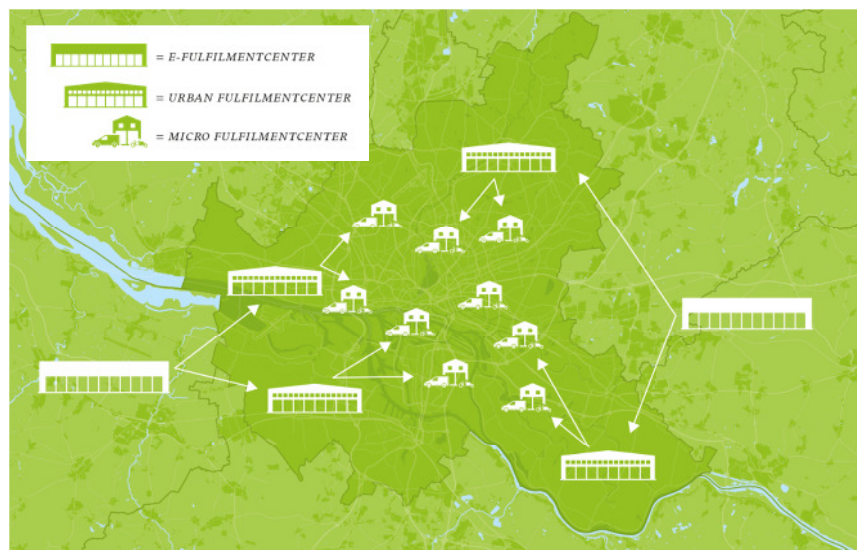 = E-FULFILMENTCENTER
= URBAN FULFILMENTCENTER
= MICRO FULFILMENTCENTER